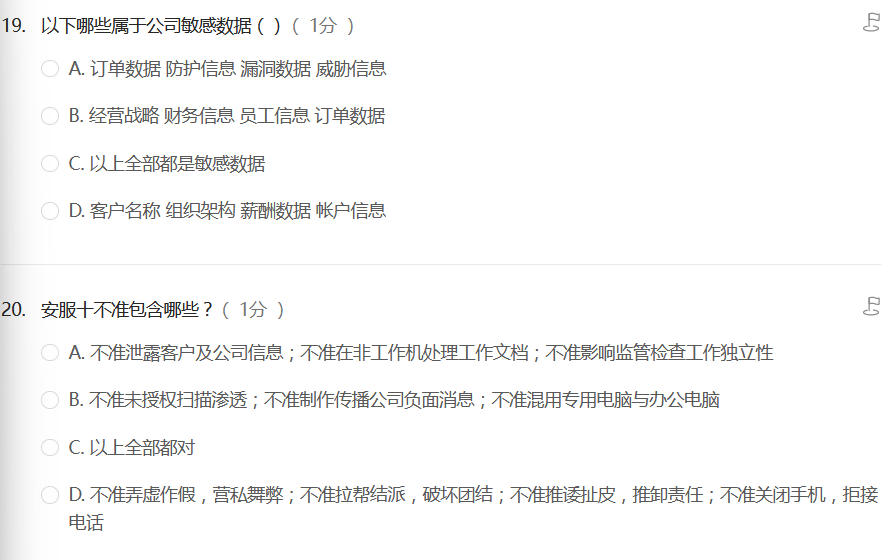 19. 以下哪些属于公司敏感数据 ( ) ( 1分 )
A. 订单数据 防护信息 漏洞数据 威胁信息
B. 经营战略 财务信息 员工信息 订单数据
C. 以上全部都是敏感数据
D. 客户名称 组织架构 薪酬数据 帐户信息
20. 安服十不准包含哪些？( 1分 )
A. 不准泄露客户及公司信息；不准在非工作机处理工作文档；不准影响监管检查工作独立性
B. 不准未授权扫描渗透；不准制作传播公司负面消息；不准混用专用电脑与办公电脑
C. 以上全部都对
D. 不准弄虚作假，营私舞弊；不准拉帮结派，破坏团结；不准推诿扯皮，推卸责任；不准关闭手机，拒接
电话